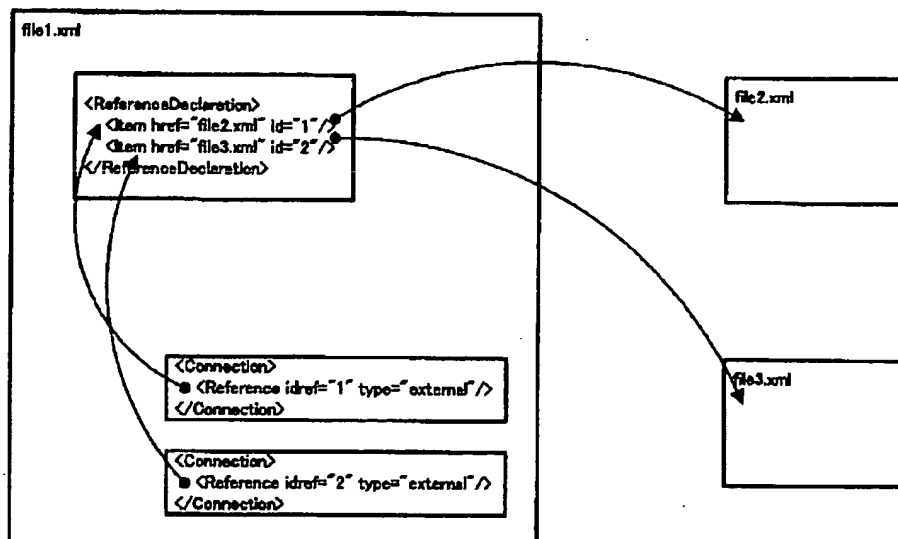 file1.xml
<ReferenceDeclaration>
<Item href="file2.xml" id="1"/>
<Item href="file3.xml" id="2"/>
</ReferenceDeclaration>
file2.xml
<Connection>
<Reference idref="1" type="external"/>
</Connection>
file3.xml
<Connection>
<Reference idref="2" type="external"/>
</Connection>